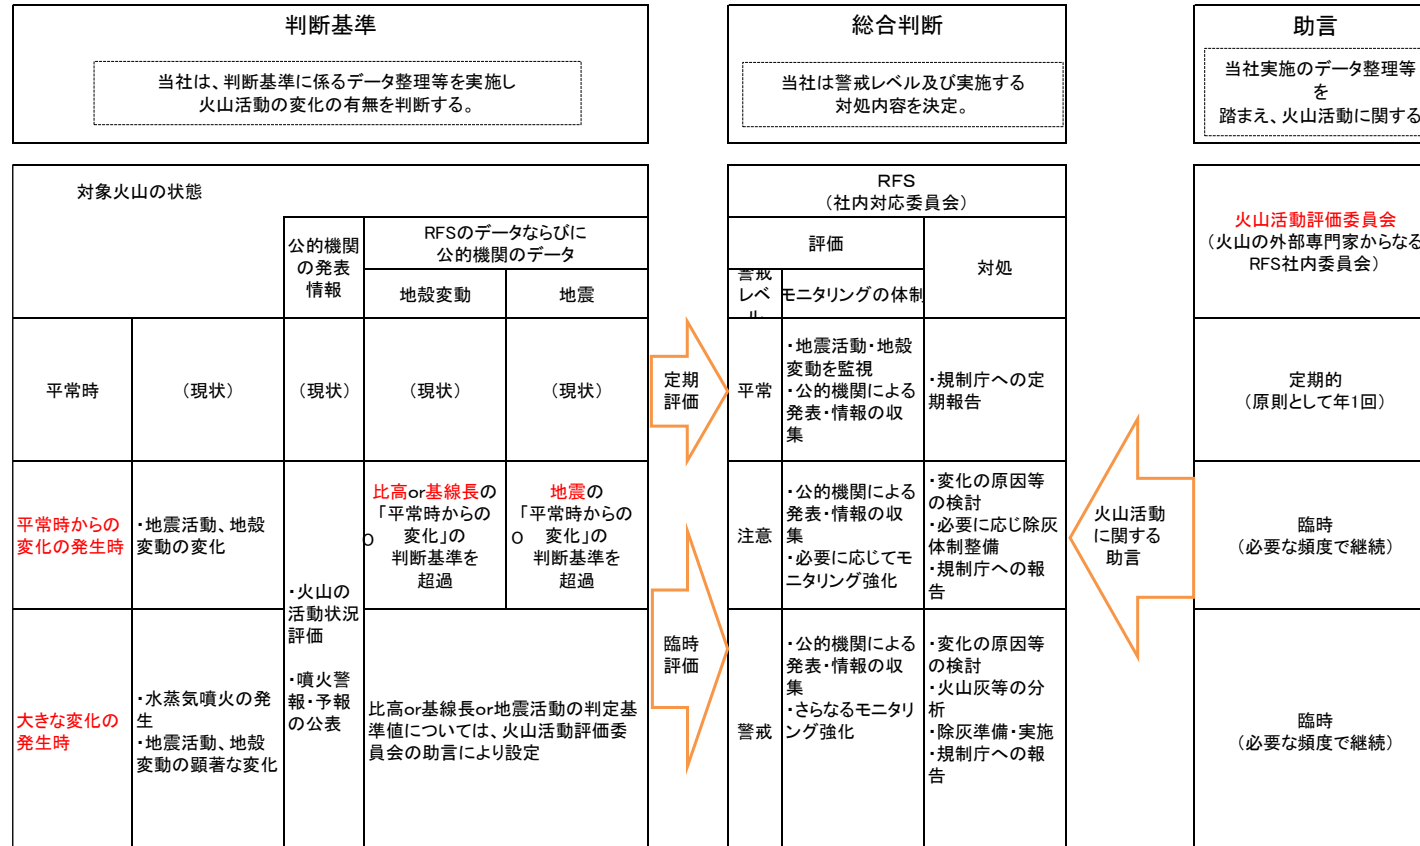 判断基準
当社は、判断基準に係るデータ整理等を実施し
火山活動の変化の有無を判断する。
総合判断
当社は警戒レベル及び実施する
対処内容を決定。
助言
当社実施のデータ整理等
を
踏まえ、火山活動に関する
対象火山の状態
公的機関
の発表
情報
RFSのデータならびに
公的機関のデータ
地殻変動
地震
RFS
(社内対応委員会)
評価
警戒
レベ
ル
モニタリングの体制
対処
火山活動評価委員会
(火山の外部専門家からなる
RFS社内委員会)
平常時
(現状)
(現状)
(現状)
(現状)
定期
評価
平常
・地震活動・地殻
変動を監視
・公的機関による
発表・情報の収
集
・規制庁への定
期報告
定期的
(原則として年1回)
平常時からの
変化の発生時
・地震活動、地殻
変動の変化
・火山の
活動状況
評価
・噴火警
報・予報
の公表
比高or基線長の
「平常時からの
o 変化」の
判断基準を
超過
地震の
「平常時からの
o 変化」の
判断基準を
超過
注意
・公的機関による
発表・情報の収
集
・必要に応じてモ
ニタリング強化
・変化の原因等
の検討
・必要に応じ除灰
体制整備
・規制庁への報
告
火山活動
に関する
助言
臨時
(必要な頻度で継続)
大きな変化の
発生時
・水蒸気噴火の発
生
・地震活動、地殻
変動の顕著な変化
比高or基線長or地震活動の判定基
準値については、火山活動評価委
員会の助言により設定
臨時
評価
警戒
・公的機関による
発表・情報の収
集
・さらなるモニタリ
ング強化
・変化の原因等
の検討
・火山灰等の分
析
・除灰準備・実施
・規制庁への報
告
臨時
(必要な頻度で継続)